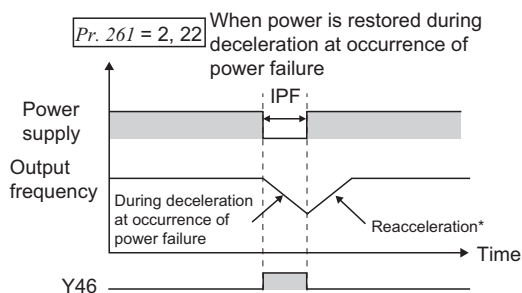 Pr. 261 = 2, 22
When power is restored during
deceleration at occurrence of
power failure
IPF
Power
supply
Output
frequency
During deceleration
at occurrence of
power failure
Reacceleration*
Time
Y46